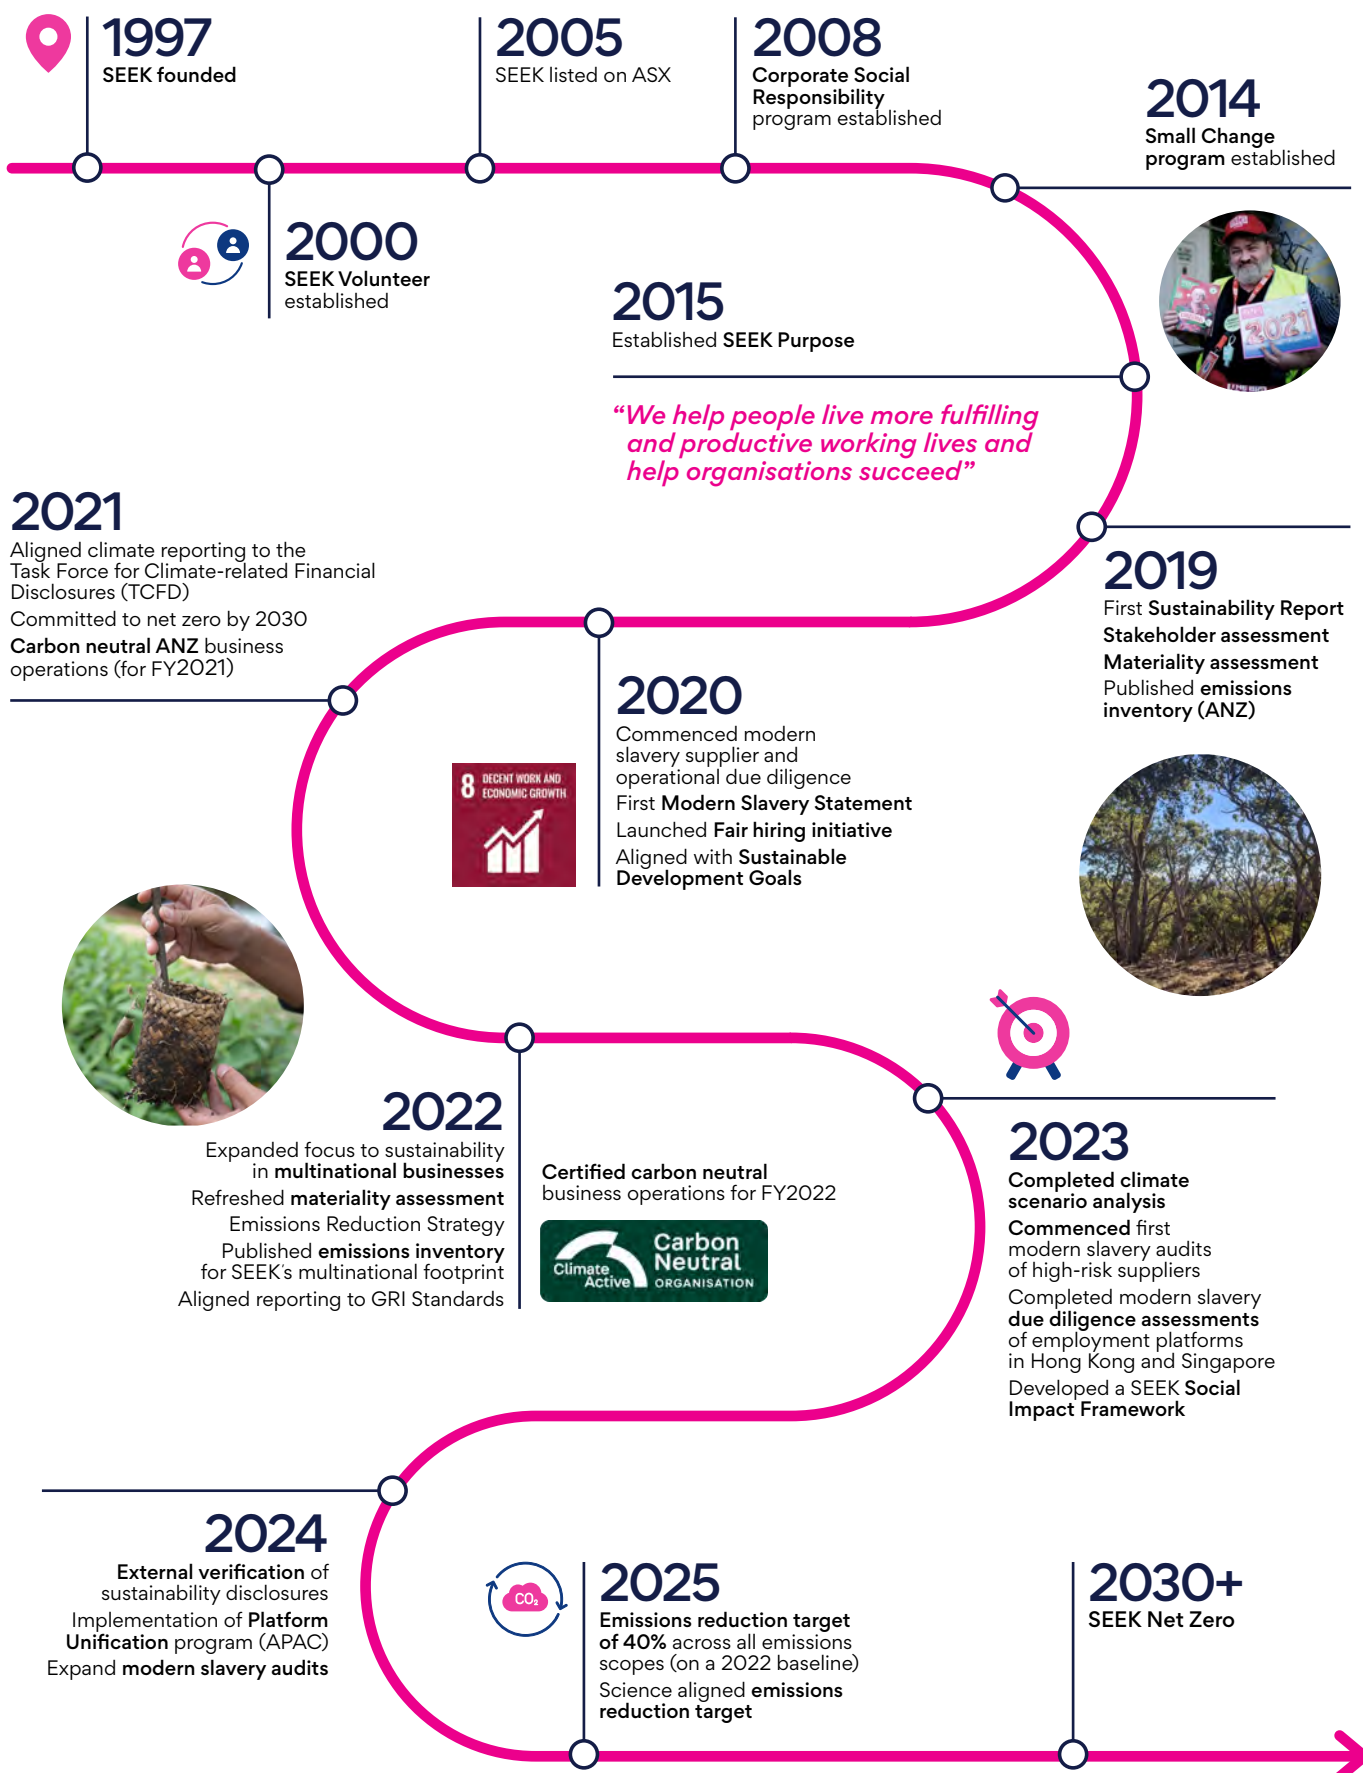 1997
SEEK founded
2005
SEEK listed on ASX
2008
Corporate Social
Responsibility
program established
2014
Small Change
program established
2000
SEEK Volunteer
established
2021
2015
Established SEEK Purpose
“We help people live more fulfilling
and productive working lives and
help organisations succeed”
2019
First Sustainability Report
Stakeholder assessment
Materiality assessment
Published emissions
inventory (ANZ)
2020
Commenced modern
slavery supplier and
operational due diligence
First Modern Slavery Statement
Launched Fair hiring initiative
Aligned with Sustainable
Development Goals
8 DECENT WORK AND
ECONOMIC GROWTH
2021
Aligned climate reporting to the
Task Force for Climate-related Financial
Disclosures (TCFD)
Committed to net zero by 2030
Carbon neutral ANZ business
operations (for FY2021)
2022
Expanded focus to sustainability
in multinational businesses
Refreshed materiality assessment
Emissions Reduction Strategy
Published emissions inventory
for SEEK's multinational footprint
Aligned reporting to GRI Standards
Certified carbon neutral
business operations for FY2022
Climate
Active
Carbon
Neutral
ORGANISATION
2023
Completed climate
scenario analysis
Commenced first
modern slavery audits
of high-risk suppliers
Completed modern slavery
due diligence assessments
of employment platforms
in Hong Kong and Singapore
Developed a SEEK Social
Impact Framework
2024
External verification of
sustainability disclosures
Implementation of Platform
Unification program (APAC)
Expand modern slavery audits
CO₂
2025
Emissions reduction target
of 40% across all emissions
scopes (on a 2022 baseline)
Science aligned emissions
reduction target
2030+
SEEK Net Zero